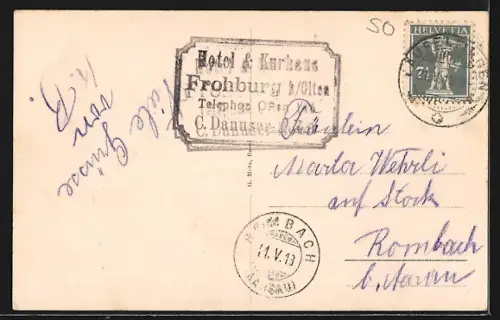 50
Hotel & Kurhaus
Frohburg b/Olten
Telephon Olten
C. Danuser
HELVETIA
Viele Grüsse
von
Fräulein
Marta Wehrli
auf Stock
Rombach
b. Aarau
ROMBACH
11.V.13
(AARGAU)